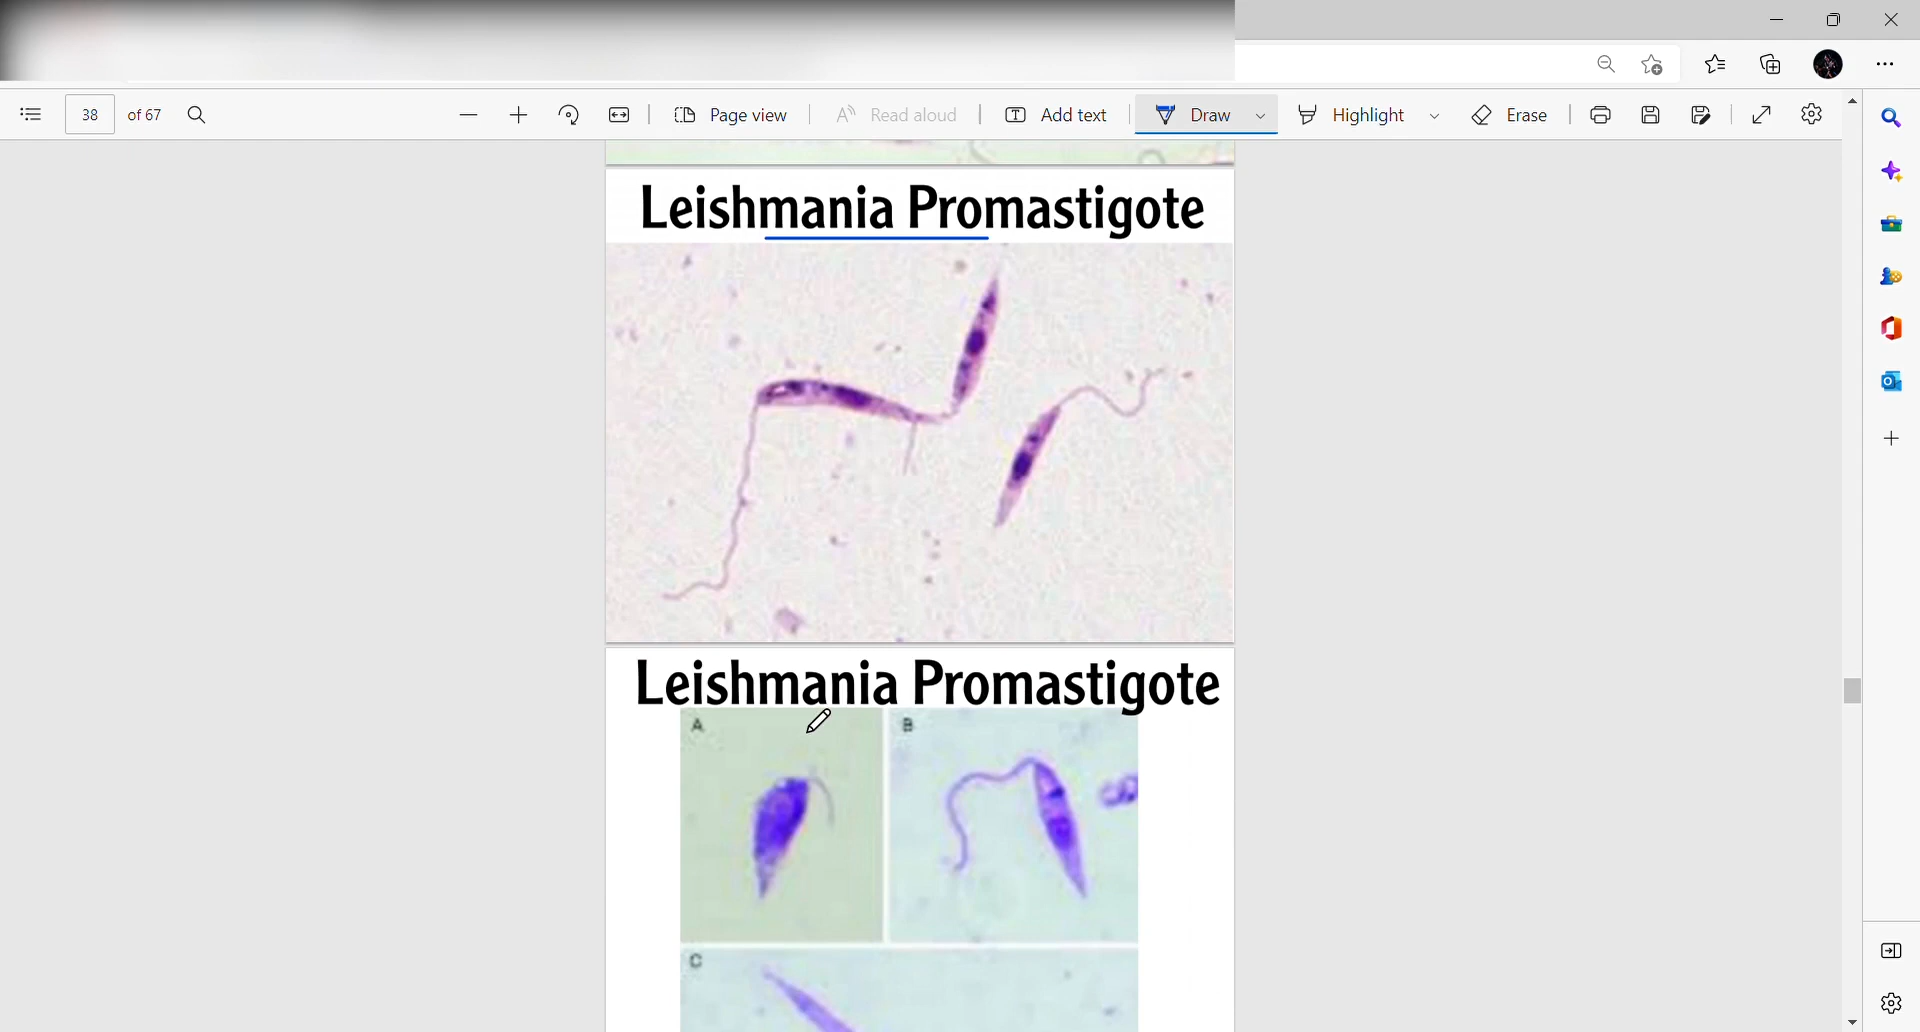 38 of 67 Page view Read aloud Add text Draw Highlight Erase
Leishmania Promastigote
Leishmania Promastigote
A B
C